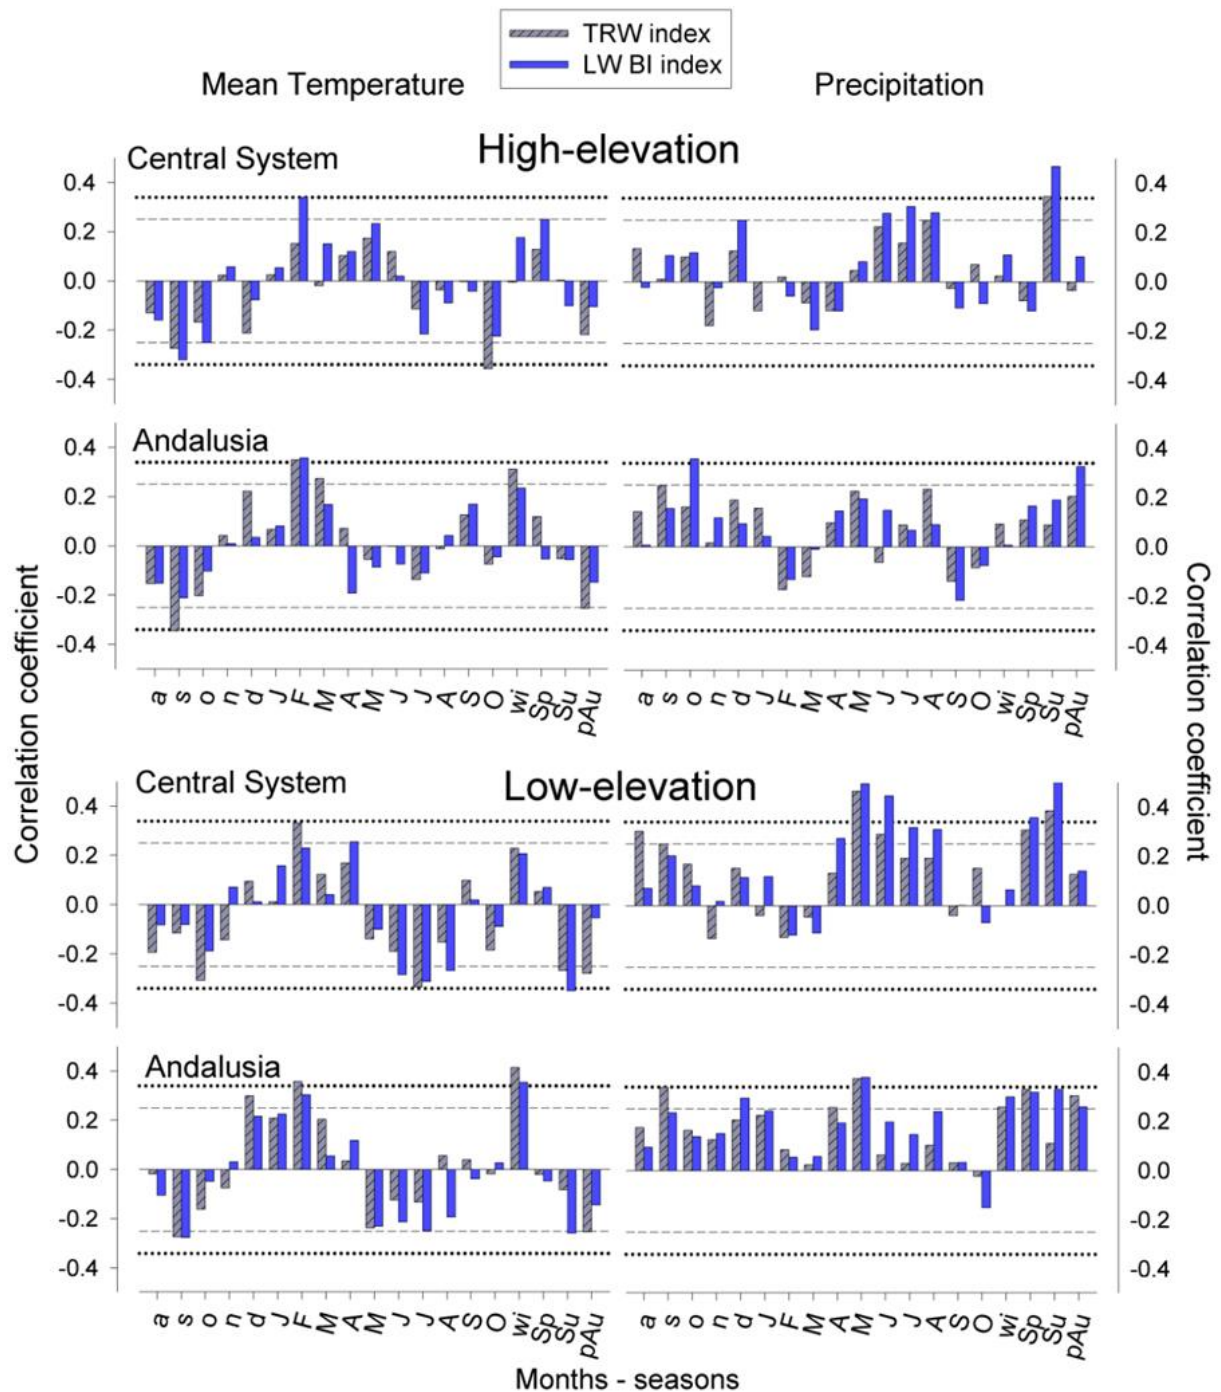 TRW index
LW BI index
Mean Temperature
Precipitation
High-elevation
Central System
0.4
0.2
0.0
-0.2
-0.4
0.4
0.2
0.0
-0.2
-0.4
Andalusia
0.4
0.2
0.0
-0.2
-0.4
0.4
0.2
0.0
-0.2
-0.4
a s o n d J F M A M J J A S O wi Sp Su pAu
a s o n d J F M A M J J A S O wi Sp Su pAu
Correlation coefficient
Correlation coefficient
Low-elevation
Central System
0.4
0.2
0.0
-0.2
-0.4
0.4
0.2
0.0
-0.2
-0.4
Andalusia
0.4
0.2
0.0
-0.2
-0.4
0.4
0.2
0.0
-0.2
-0.4
a s o n d J F M A M J J A S O wi Sp Su pAu
a s o n d J F M A M J J A S O wi Sp Su pAu
Months - seasons